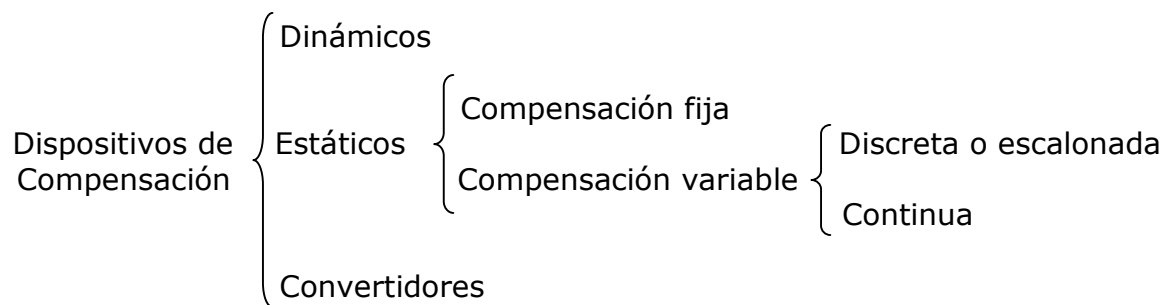 Dispositivos de
Compensación
Dinámicos
Estáticos
Compensación fija
Compensación variable
Discreta o escalonada
Continua
Convertidores